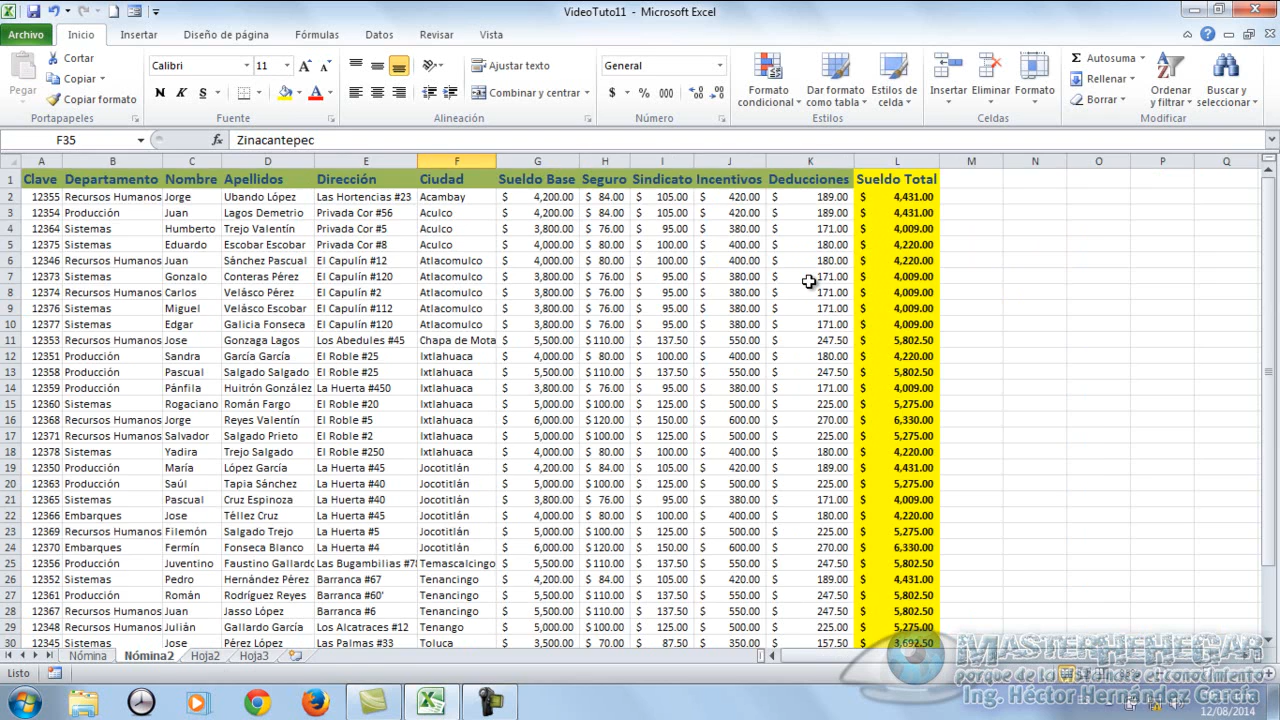 VideoTuto11 - Microsoft Excel
Archivo Inicio Insertar Diseño de página Fórmulas Datos Revisar Vista
Pegar Cortar Copiar Copiar formato Portapapeles
Calibri 11 N K S Fuente
Ajustar texto Combinar y centrar Alineación
General $ % 000 Número
Formato condicional Dar formato como tabla Estilos de celda Estilos
Insertar Eliminar Formato Celdas
Autosuma Rellenar Borrar Ordenar y filtrar Buscar y seleccionar Modificar
F35 fx Zinacantepec
A B C D E F G H I J K L M N O P Q
1 Clave Departamento Nombre Apellidos Dirección Ciudad Sueldo Base Seguro Sindicato Incentivos Deducciones Sueldo Total
2 12355 Recursos Humanos Jorge Ubando López Las Hortencias #23 Acambay $ 4,200.00 $ 84.00 $ 105.00 $ 420.00 $ 189.00 $ 4,431.00
3 12354 Producción Juan Lagos Demetrio Privada Cor #56 Aculco $ 4,200.00 $ 84.00 $ 105.00 $ 420.00 $ 189.00 $ 4,431.00
4 12364 Sistemas Humberto Trejo Valentín Privada Cor #5 Aculco $ 3,800.00 $ 76.00 $ 95.00 $ 380.00 $ 171.00 $ 4,009.00
5 12375 Sistemas Eduardo Escobar Escobar Privada Cor #8 Aculco $ 4,000.00 $ 80.00 $ 100.00 $ 400.00 $ 180.00 $ 4,220.00
6 12346 Recursos Humanos Juan Sánchez Pascual El Capulín #12 Atlacomulco $ 4,000.00 $ 80.00 $ 100.00 $ 400.00 $ 180.00 $ 4,220.00
7 12373 Sistemas Gonzalo Conteras Pérez El Capulín #120 Atlacomulco $ 3,800.00 $ 76.00 $ 95.00 $ 380.00 $ 171.00 $ 4,009.00
8 12374 Recursos Humanos Carlos Velásco Pérez El Capulín #2 Atlacomulco $ 3,800.00 $ 76.00 $ 95.00 $ 380.00 $ 171.00 $ 4,009.00
9 12376 Sistemas Miguel Velásco Escobar El Capulín #112 Atlacomulco $ 3,800.00 $ 76.00 $ 95.00 $ 380.00 $ 171.00 $ 4,009.00
10 12377 Sistemas Edgar Galicia Fonseca El Capulín #120 Atlacomulco $ 3,800.00 $ 76.00 $ 95.00 $ 380.00 $ 171.00 $ 4,009.00
11 12353 Recursos Humanos Jose Gonzaga Lagos Los Abedules #45 Chapa de Mota $ 5,500.00 $ 110.00 $ 137.50 $ 550.00 $ 247.50 $ 5,802.50
12 12351 Producción Sandra García García El Roble #25 Ixtlahuaca $ 4,000.00 $ 80.00 $ 100.00 $ 400.00 $ 180.00 $ 4,220.00
13 12358 Producción Pascual Salgado Salgado El Roble #25 Ixtlahuaca $ 5,500.00 $ 110.00 $ 137.50 $ 550.00 $ 247.50 $ 5,802.50
14 12359 Producción Pánfila Huitrón González La Huerta #450 Ixtlahuaca $ 3,800.00 $ 76.00 $ 95.00 $ 380.00 $ 171.00 $ 4,009.00
15 12360 Sistemas Rogaciano Román Fargo El Roble #20 Ixtlahuaca $ 5,000.00 $ 100.00 $ 125.00 $ 500.00 $ 225.00 $ 5,275.00
16 12368 Recursos Humanos Jorge Reyes Valentín El Roble #5 Ixtlahuaca $ 6,000.00 $ 120.00 $ 150.00 $ 600.00 $ 270.00 $ 6,330.00
17 12371 Recursos Humanos Salvador Salgado Prieto El Roble #2 Ixtlahuaca $ 5,000.00 $ 100.00 $ 125.00 $ 500.00 $ 225.00 $ 5,275.00
18 12378 Sistemas Yadira Trejo Salgado El Roble #250 Ixtlahuaca $ 4,000.00 $ 80.00 $ 100.00 $ 400.00 $ 180.00 $ 4,220.00
19 12350 Producción María López García La Huerta #45 Jocotitlán $ 4,200.00 $ 84.00 $ 105.00 $ 420.00 $ 189.00 $ 4,431.00
20 12363 Producción Saúl Tapia Sánchez La Huerta #40 Jocotitlán $ 5,000.00 $ 100.00 $ 125.00 $ 500.00 $ 225.00 $ 5,275.00
21 12365 Sistemas Pascual Cruz Espinoza La Huerta #40 Jocotitlán $ 3,800.00 $ 76.00 $ 95.00 $ 380.00 $ 171.00 $ 4,009.00
22 12366 Embarques Jose Téllez Cruz La Huerta #45 Jocotitlán $ 4,000.00 $ 80.00 $ 100.00 $ 400.00 $ 180.00 $ 4,220.00
23 12369 Recursos Humanos Filemón Salgado Trejo La Huerta #5 Jocotitlán $ 5,000.00 $ 100.00 $ 125.00 $ 500.00 $ 225.00 $ 5,275.00
24 12370 Embarques Fermín Fonseca Blanco La Huerta #4 Jocotitlán $ 6,000.00 $ 120.00 $ 150.00 $ 600.00 $ 270.00 $ 6,330.00
25 12356 Producción Juventino Faustino Gallardo Las Bugambilias #78 Temascalcingo $ 5,500.00 $ 110.00 $ 137.50 $ 550.00 $ 247.50 $ 5,802.50
26 12352 Sistemas Pedro Hernández Pérez Barranca #67 Tenancingo $ 4,200.00 $ 84.00 $ 105.00 $ 420.00 $ 189.00 $ 4,431.00
27 12361 Producción Román Rodríguez Reyes Barranca #60' Tenancingo $ 5,500.00 $ 110.00 $ 137.50 $ 550.00 $ 247.50 $ 5,802.50
28 12367 Recursos Humanos Juan Jasso López Barranca #6 Tenancingo $ 5,500.00 $ 110.00 $ 137.50 $ 550.00 $ 247.50 $ 5,802.50
29 12348 Recursos Humanos Julián Gallardo García Los Alcatraces #12 Tenango $ 5,000.00 $ 100.00 $ 125.00 $ 500.00 $ 225.00 $ 5,275.00
30 12345 Sistemas Jose Pérez López Las Palmas #33 Toluca $ 3,500.00 $ 70.00 $ 87.50 $ 350.00 $ 157.50 $ 3,692.50
Nómina Nómina2 Hoja2 Hoja3
Listo
MASTERHEHEGAR
porque de lo conocimiento
Ing. Héctor Hernández García
12/08/2014